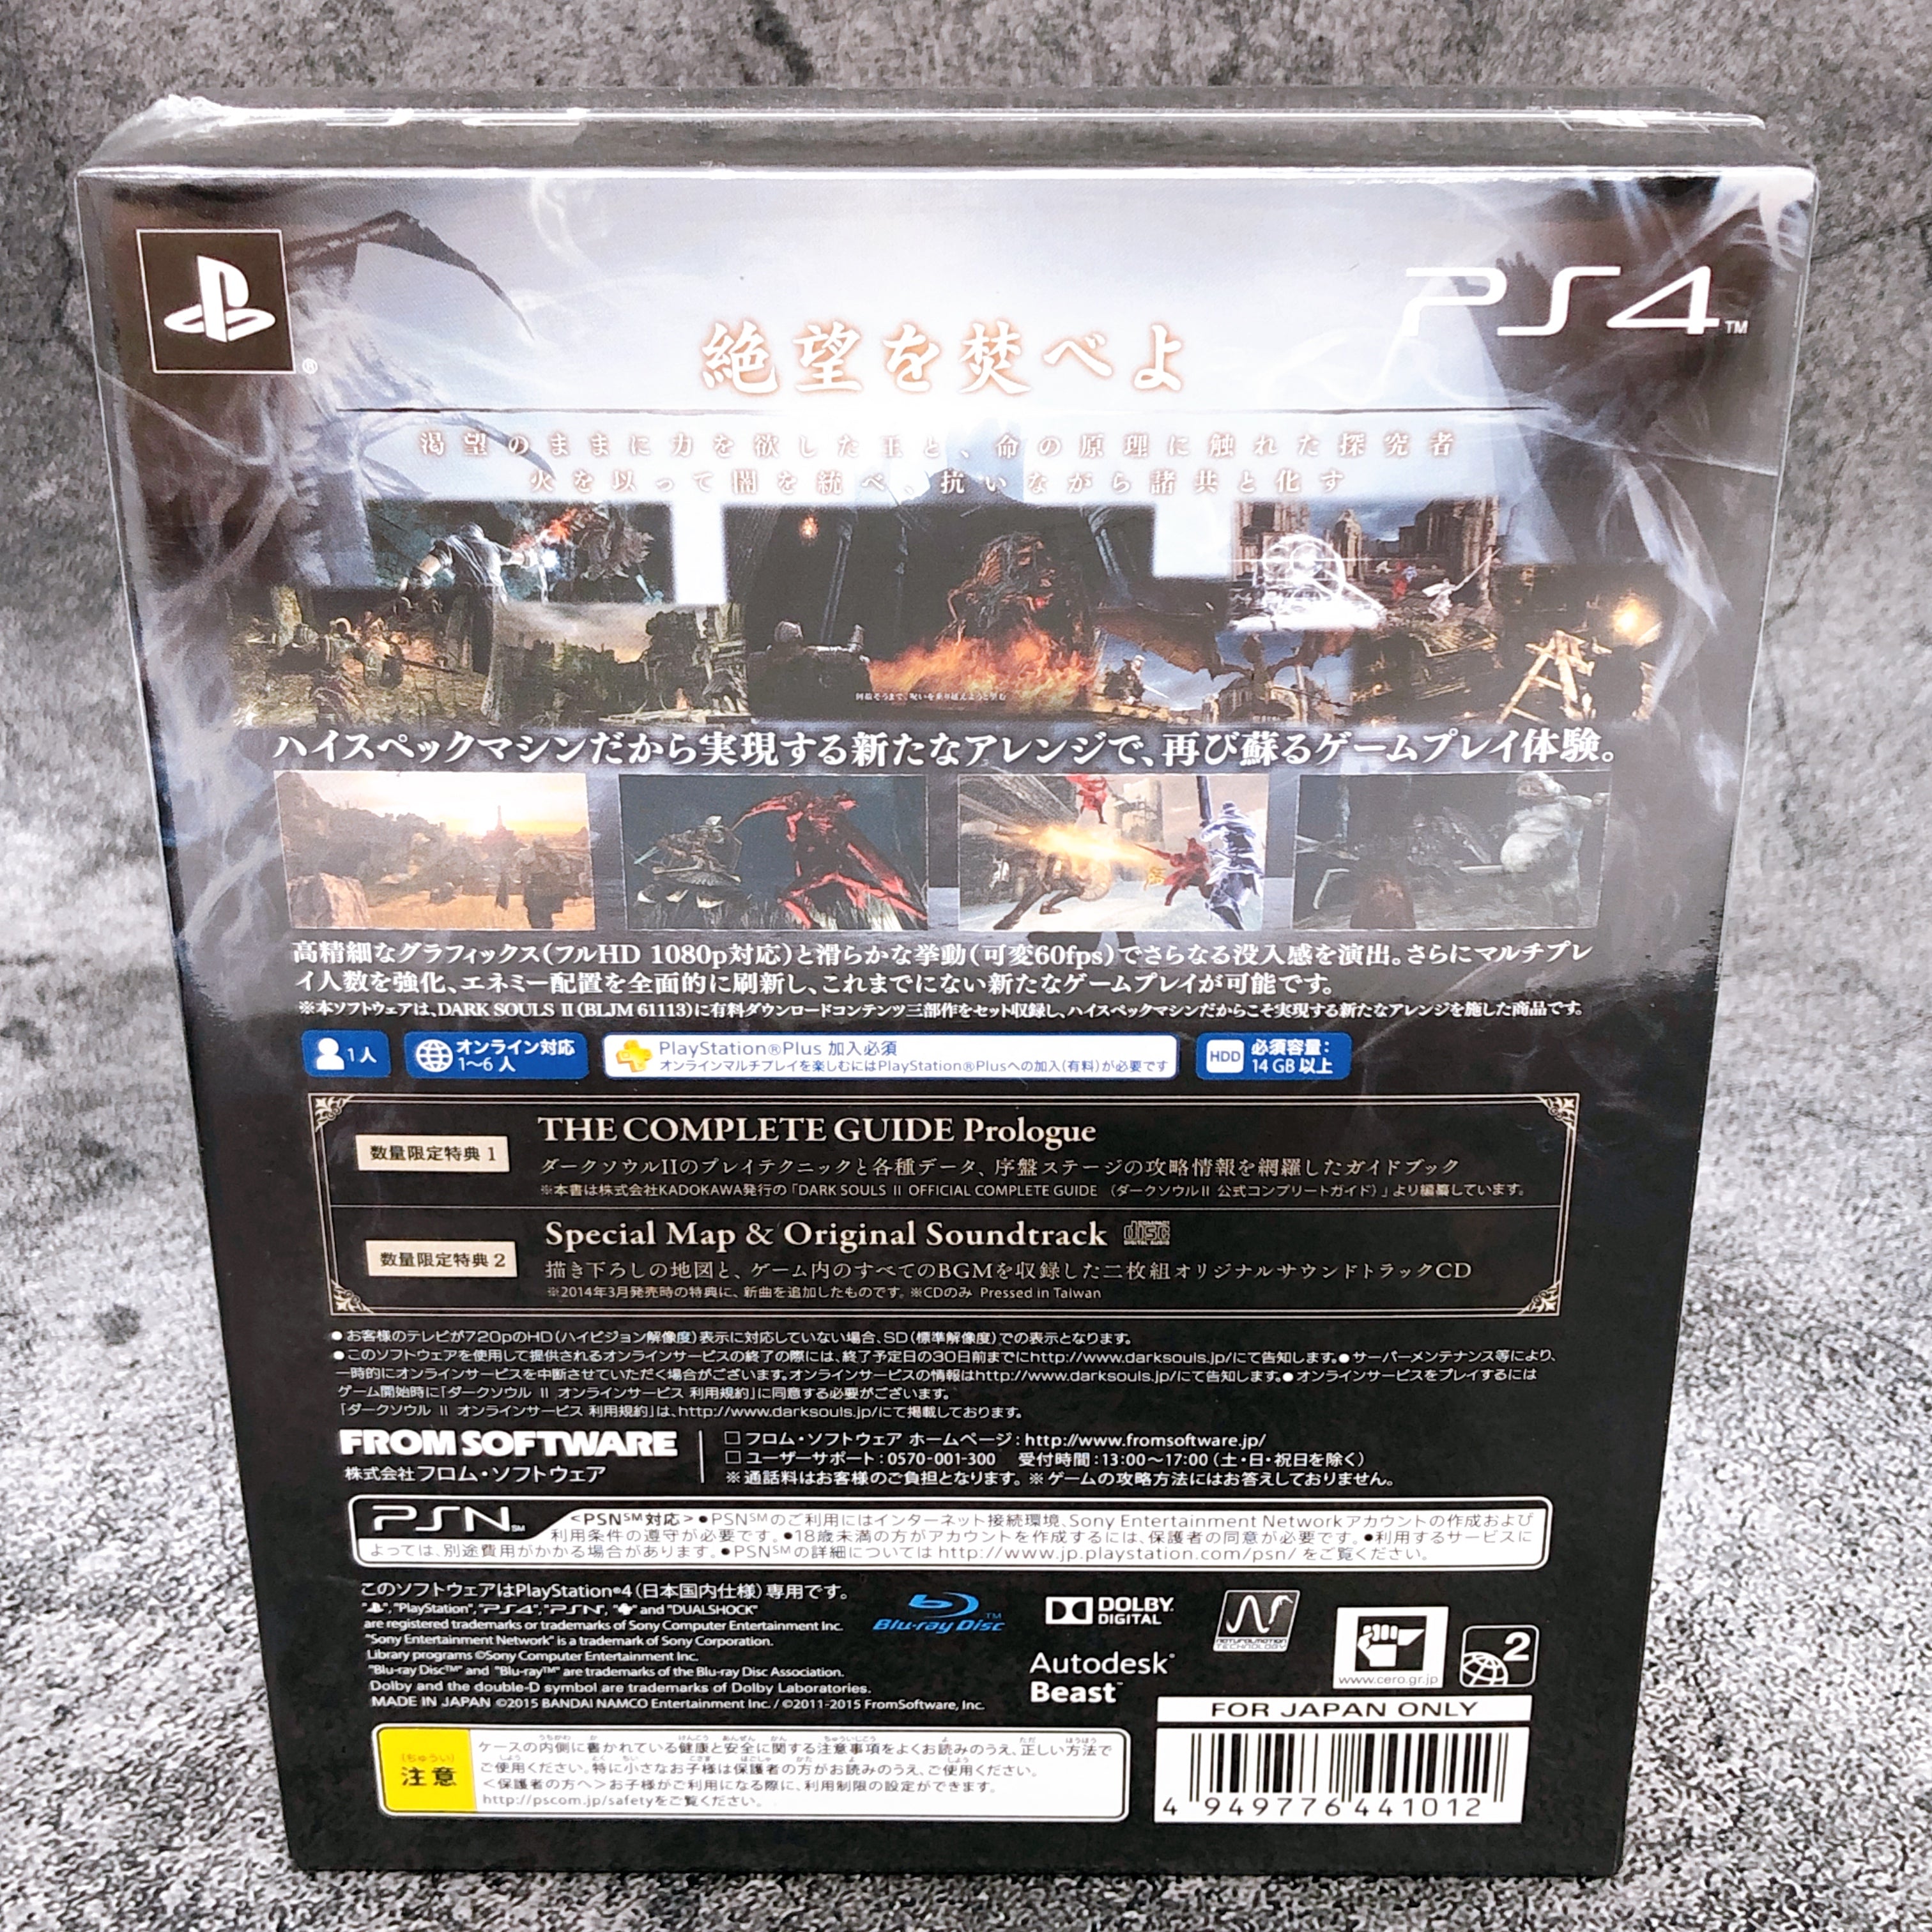 PS4™
®
絶望を焚べよ
渇望のままに力を欲した王と、命の原理に触れた探究者
火を以って闇を統べ、抗いながら諸共と化す
何故そうまで、呪いを乗り越えようと望む
ハイスペックマシンだから実現する新たなアレンジで、再び蘇るゲームプレイ体験。
高精細なグラフィックス(フルHD 1080p対応)と滑らかな挙動(可変60fps)でさらなる没入感を演出。さらにマルチプレ
イ人数を強化、エネミー配置を全面的に刷新し、これまでにない新たなゲームプレイが可能です。
※本ソフトウェアは、DARK SOULS II(BLJM 61113)に有料ダウンロードコンテンツ三部作をセット収録し、ハイスペックマシンだからこそ実現する新たなアレンジを施した商品です。
1人
オンライン対応
1〜6人
PlayStation®Plus 加入必須
オンラインマルチプレイを楽しむにはPlayStation®Plusへの加入(有料)が必要です
HDD 必須容量:
14 GB 以上
数量限定特典 1
THE COMPLETE GUIDE Prologue
ダークソウルIIのプレイテクニックと各種データ、序盤ステージの攻略情報を網羅したガイドブック
※本書は株式会社KADOKAWA発行の「DARK SOULS II OFFICIAL COMPLETE GUIDE (ダークソウルII 公式コンプリートガイド)」より編纂しています。
数量限定特典 2
Special Map & Original Soundtrack COMPACT disc DIGITAL AUDIO
描き下ろしの地図と、ゲーム内のすべてのBGMを収録した二枚組オリジナルサウンドトラックCD
※2014年3月発売時の特典に、新曲を追加したものです。※CDのみ Pressed in Taiwan
●お客様のテレビが720pのHD(ハイビジョン解像度)表示に対応していない場合、SD(標準解像度)での表示となります。
●このソフトウェアを使用して提供されるオンラインサービスの終了の際には、終了予定日の30日前までにhttp://www.darksouls.jp/にて告知します。●サーバーメンテナンス等により、
一時的にオンラインサービスを中断させていただく場合がございます。オンラインサービスの情報はhttp://www.darksouls.jp/にて告知します。●オンラインサービスをプレイするには
ゲーム開始時に「ダークソウル II オンラインサービス 利用規約」に同意する必要がございます。
「ダークソウル II オンラインサービス 利用規約」は、http://www.darksouls.jp/にて掲載しております。
FROM SOFTWARE
株式会社フロム・ソフトウェア
□フロム・ソフトウェア ホームページ:http://www.fromsoftware.jp/
□ユーザーサポート:0570-001-300 受付時間:13:00〜17:00(土・日・祝日を除く)
※通話料はお客様のご負担となります。※ゲームの攻略方法にはお答えしておりません。
PSN℠
<PSN℠対応>●PSN℠のご利用にはインターネット接続環境、Sony Entertainment Networkアカウントの作成および
利用条件の遵守が必要です。●18歳未満の方がアカウントを作成するには、保護者の同意が必要です。●利用するサービスに
よっては、別途費用がかかる場合があります。●PSN℠の詳細については http://www.jp.playstation.com/psn/ をご覧ください。
このソフトウェアはPlayStation®4(日本国内仕様)専用です。
"PlayStation", "PS4", "PSN", and "DUALSHOCK"
are registered trademarks or trademarks of Sony Computer Entertainment Inc.
"Sony Entertainment Network" is a trademark of Sony Corporation.
Library programs ©Sony Computer Entertainment Inc.
"Blu-ray Disc™" and "Blu-ray™" are trademarks of the Blu-ray Disc Association.
Dolby and the double-D symbol are trademarks of Dolby Laboratories.
MADE IN JAPAN ©2015 BANDAI NAMCO Entertainment Inc. / ©2011-2015 FromSoftware, Inc.
Blu-ray Disc™
DOLBY
DIGITAL
NATURALMOTION
TECHNOLOGY
Autodesk®
Beast™
www.cero.gr.jp
2
FOR JAPAN ONLY
4 949776 441012
(ちゅうい)
注意
ケースの内側に書かれている健康と安全に関する注意事項をよくお読みのうえ、正しい方法で
ご使用ください。特に小さなお子様は保護者の方がお読みのうえ、ご使用ください。
<保護者の方へ>お子様がご利用になる際に、利用制限の設定ができます。
http://pscom.jp/safetyをご覧ください。